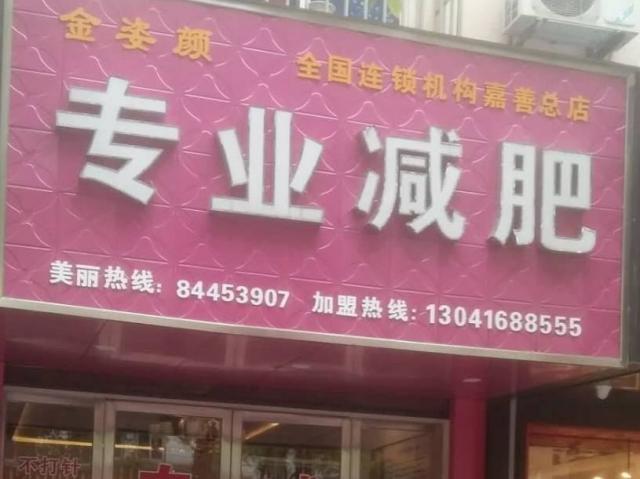 金姿颜 全国连锁机构嘉善总店
专业减肥
美丽热线: 84453907 加盟热线: 13041688555
不打针